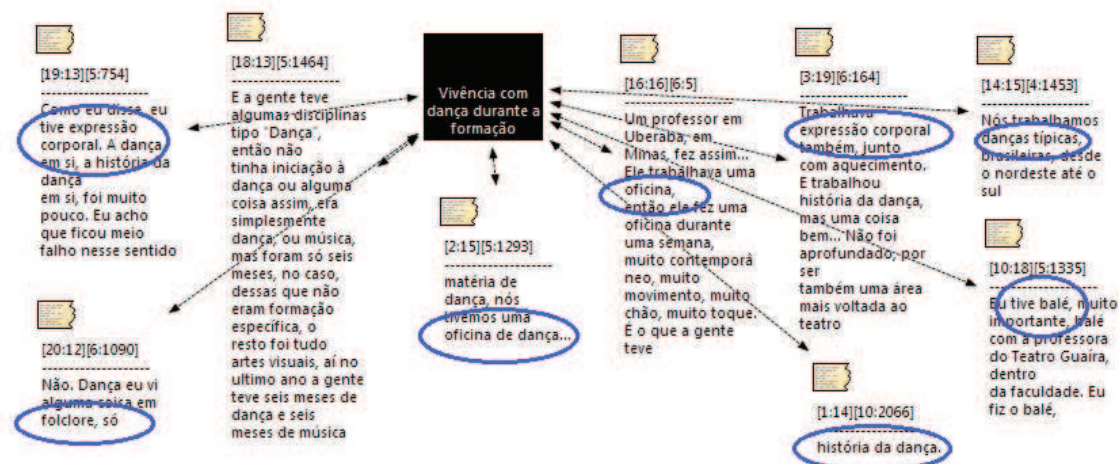 [19:13][5:754]
--------------------
Como eu disse, eu
tive expressão
corporal. A dança
em si, a história da
dança
em si, foi muito
pouco. Eu acho
que ficou meio
falho nesse sentido
[18:13][5:1464]
--------------------
E a gente teve
algumas disciplinas
tipo ¨Dança¨,
então não
tinha iniciação à
dança ou alguma
coisa assim, era
simplesmente
dança, ou música,
mas foram só seis
meses, no caso,
dessas que não
eram formação
específica, o
resto foi tudo
artes visuais, aí no
ultimo ano a gente
teve seis meses de
dança e seis
meses de música
Vivência com
dança durante a
formação
[16:16][6:5]
--------------------
Um professor em
Uberaba, em
Minas, fez assim...
Ele trabalhava uma
oficina,
então ele fez uma
oficina durante
uma semana,
muito contemporâ
neo, muito
movimento, muito
chão, muito toque.
É o que a gente
teve
[3:19][6:164]
--------------------
Trabalhava
expressão corporal
também, junto
com aquecimento.
E trabalhou
história da dança,
mas uma coisa
bem... Não foi
aprofundado, por
ser
também uma área
mais voltada ao
teatro
[14:15][4:1453]
--------------------
Nós trabalhamos
danças típicas,
brasileiras, desde
o nordeste até o
sul
[20:12][6:1090]
--------------------
Não. Dança eu vi
alguma coisa em
folclore, só
[2:15][5:1293]
--------------------
matéria de
dança, nós
tivemos uma
oficina de dança...
[10:18][5:1335]
--------------------
Eu tive balé, muito
importante, balé
com a professora
do Teatro Guaíra,
dentro
da faculdade. Eu
fiz o balé,
[1:14][10:2066]
--------------------
história da dança.